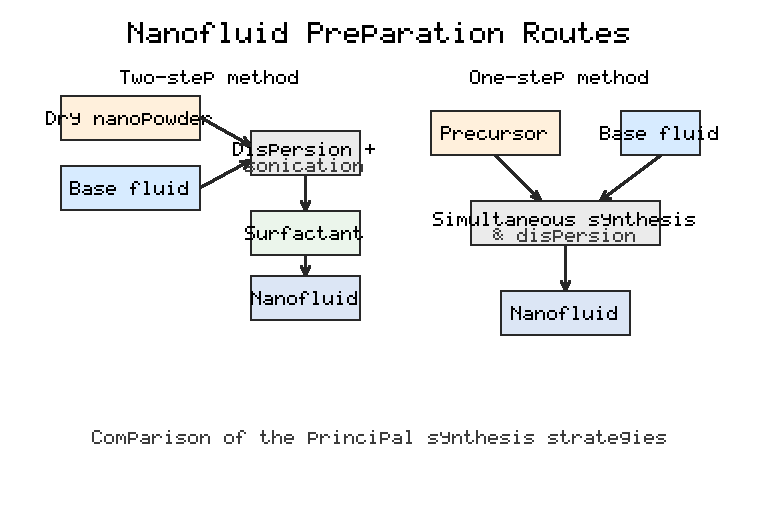 Nanofluid Preparation Routes
Two-step method
Dry nanopowder
Base fluid
Dispersion +
sonication
Surfactant
Nanofluid
One-step method
Precursor
Base fluid
Simultaneous synthesis
& dispersion
Nanofluid
Comparison of the principal synthesis strategies